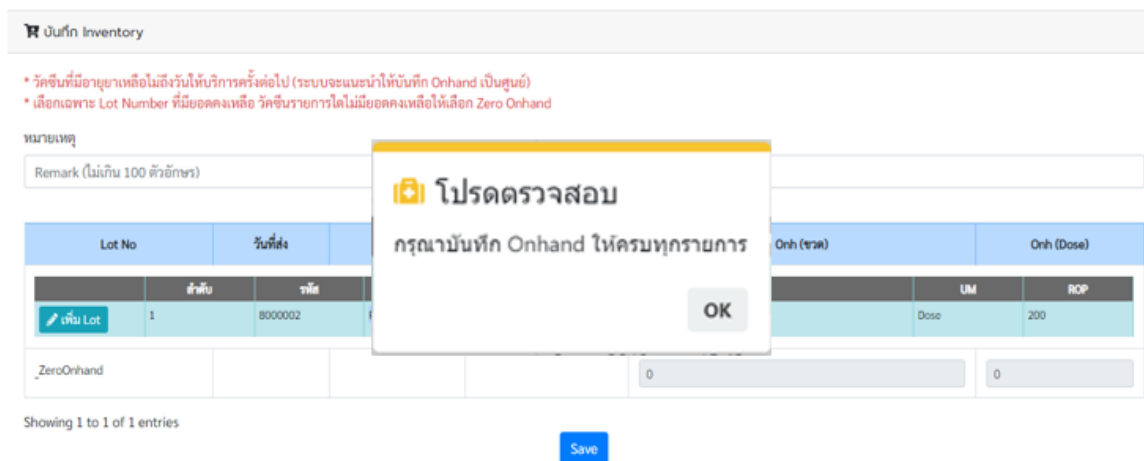 บันทึก Inventory
* วัคซีนที่มีอายุยาเหลือไม่ถึงวันให้บริการครั้งต่อไป (ระบบจะแนะนำให้บันทึก Onhand เป็นศูนย์)
* เลือกเฉพาะ Lot Number ที่มียอดคงเหลือ วัคซีนรายการใดไม่มียอดคงเหลือให้เลือก Zero Onhand
หมายเหตุ
Remark (ไม่เกิน 100 ตัวอักษร)
โปรดตรวจสอบ
กรุณาบันทึก Onhand ให้ครบทุกรายการ
OK
Lot No วันที่ส่ง Onh (ขวด) Onh (Dose)
ลำดับ รหัส UM ROP
เพิ่ม Lot 1 8000002 Dose 200
_ZeroOnhand 0 0
Showing 1 to 1 of 1 entries
Save